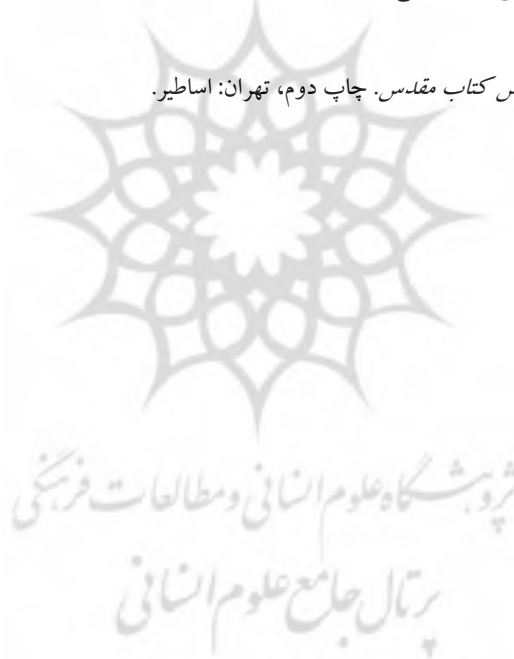 س کتاب مقدس. چاپ دوم، تهران: اساطیر.
پژوهشگاه علوم انسانی و مطالعات فرهنگی
پرتال جامع علوم انسانی